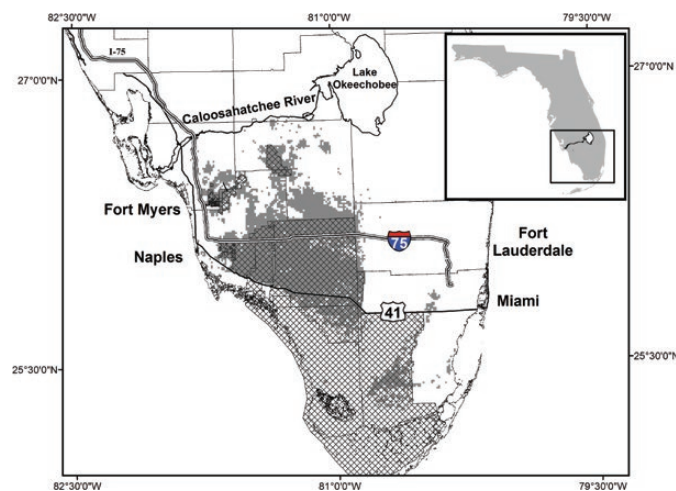 82°30'0"W
81°0'0"W
79°30'0"W
I-75
27°0'0"N
27°0'0"N
Lake
Okeechobee
Caloosahatchee River
Fort Myers
Naples
75
Fort
Lauderdale
Miami
41
25°30'0"N
25°30'0"N
82°30'0"W
81°0'0"W
79°30'0"W